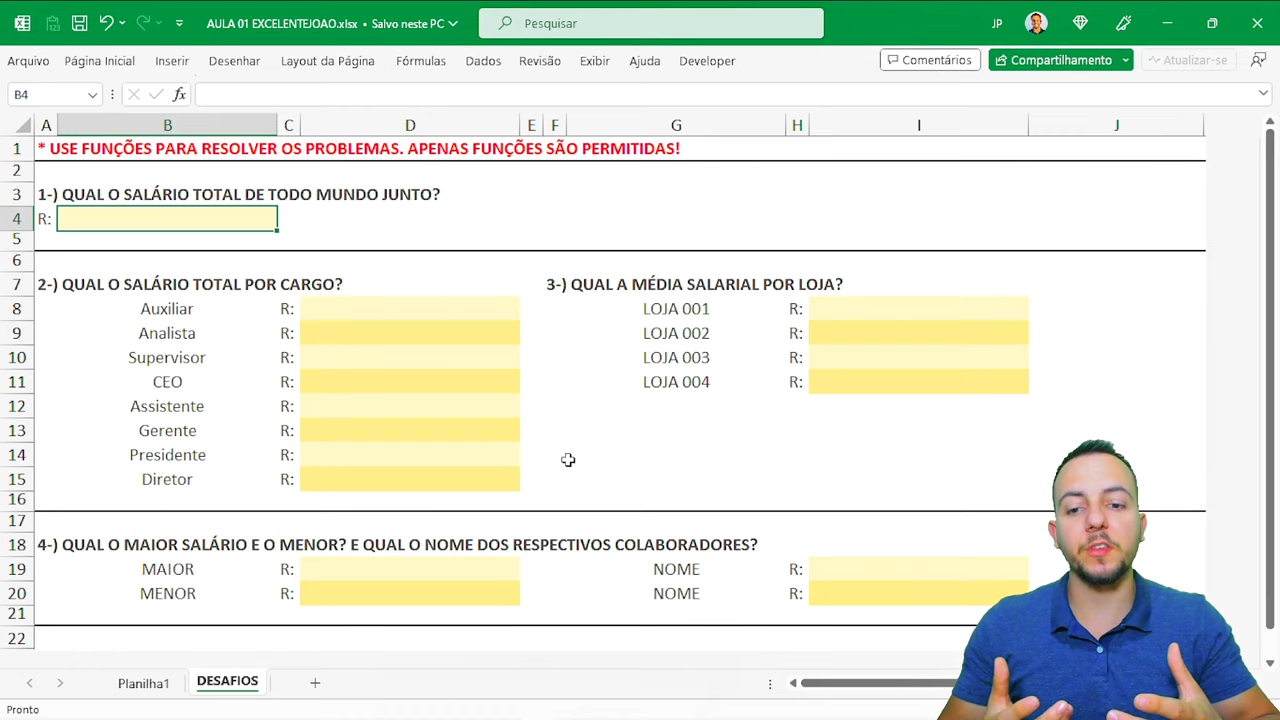 AULA 01 EXCELENTEJOAO.xlsx • Salvo neste PC
Pesquisar
JP
Arquivo Página Inicial Inserir Desenhar Layout da Página Fórmulas Dados Revisão Exibir Ajuda Developer
Comentários
Compartilhamento
Atualizar-se
B4
fx
A B C D E F G H I J
1 * USE FUNÇÕES PARA RESOLVER OS PROBLEMAS. APENAS FUNÇÕES SÃO PERMITIDAS!
2
3 1-) QUAL O SALÁRIO TOTAL DE TODO MUNDO JUNTO?
4 R:
5
6
7 2-) QUAL O SALÁRIO TOTAL POR CARGO? 3-) QUAL A MÉDIA SALARIAL POR LOJA?
8 Auxiliar R: LOJA 001 R:
9 Analista R: LOJA 002 R:
10 Supervisor R: LOJA 003 R:
11 CEO R: LOJA 004 R:
12 Assistente R:
13 Gerente R:
14 Presidente R:
15 Diretor R:
16
17
18 4-) QUAL O MAIOR SALÁRIO E O MENOR? E QUAL O NOME DOS RESPECTIVOS COLABORADORES?
19 MAIOR R: NOME R:
20 MENOR R: NOME R:
21
22
Planilha1 DESAFIOS
Pronto